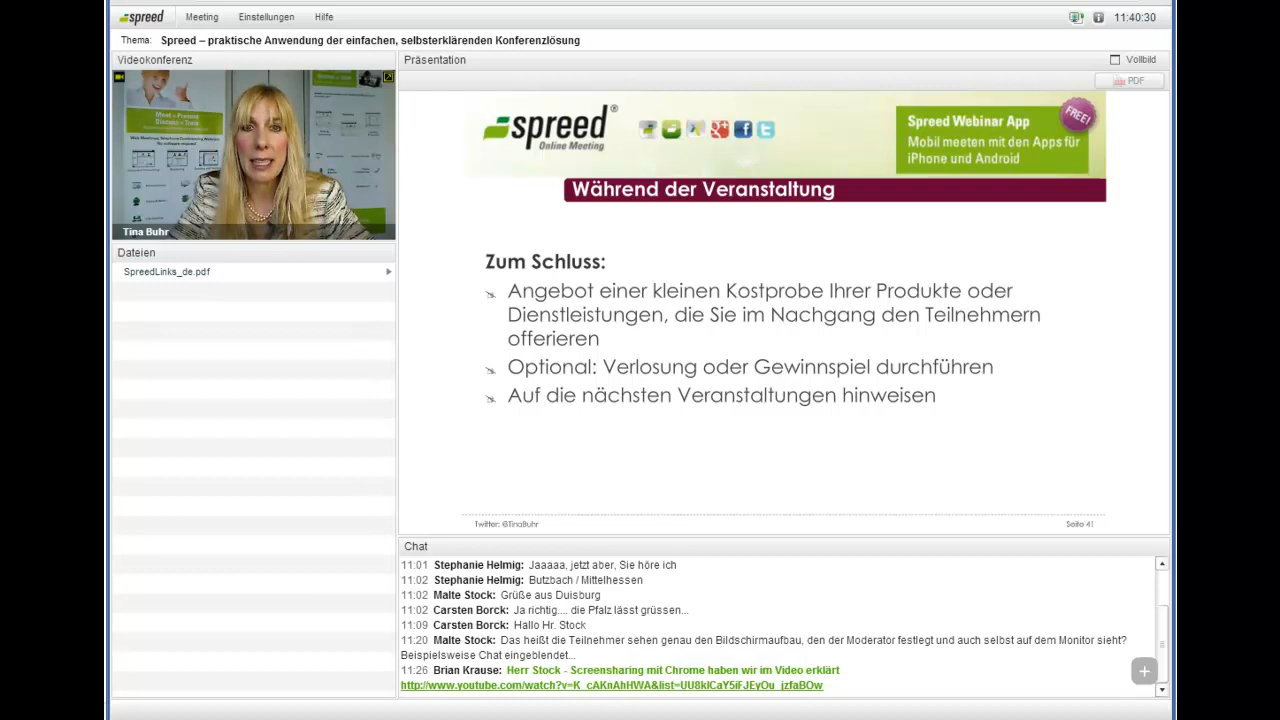 spreed Meeting Einstellungen Hilfe 11:40:30
Thema: Spreed – praktische Anwendung der einfachen, selbsterklärenden Konferenzlösung
Videokonferenz
Meet • Present
Discuss • Train
Tina Buhr
Dateien
SpreedLinks_de.pdf
Präsentation
Vollbild
PDF
spreed®
Online Meeting
Spreed Webinar App
FREE!
Mobil meeten mit den Apps für
iPhone und Android
Während der Veranstaltung
Zum Schluss:
Angebot einer kleinen Kostprobe Ihrer Produkte oder
Dienstleistungen, die Sie im Nachgang den Teilnehmern
offerieren
Optional: Verlosung oder Gewinnspiel durchführen
Auf die nächsten Veranstaltungen hinweisen
Twitter: @TinaBuhr
Seite 41
Chat
11:01 Stephanie Helmig: Jaaaaa, jetzt aber, Sie höre ich
11:02 Stephanie Helmig: Butzbach / Mittelhessen
11:02 Malte Stock: Grüße aus Duisburg
11:02 Carsten Borck: Ja richtig.... die Pfalz lässt grüssen...
11:09 Carsten Borck: Hallo Hr. Stock
11:20 Malte Stock: Das heißt die Teilnehmer sehen genau den Bildschirmaufbau, den der Moderator festlegt und auch selbst auf dem Monitor sieht?
Beispielsweise Chat eingeblendet...
11:26 Brian Krause: Herr Stock - Screensharing mit Chrome haben wir im Video erklärt
http://www.youtube.com/watch?v=K_cAKnAhHWA&list=UU8klCaY5iFJEyOu_jzfaBOw